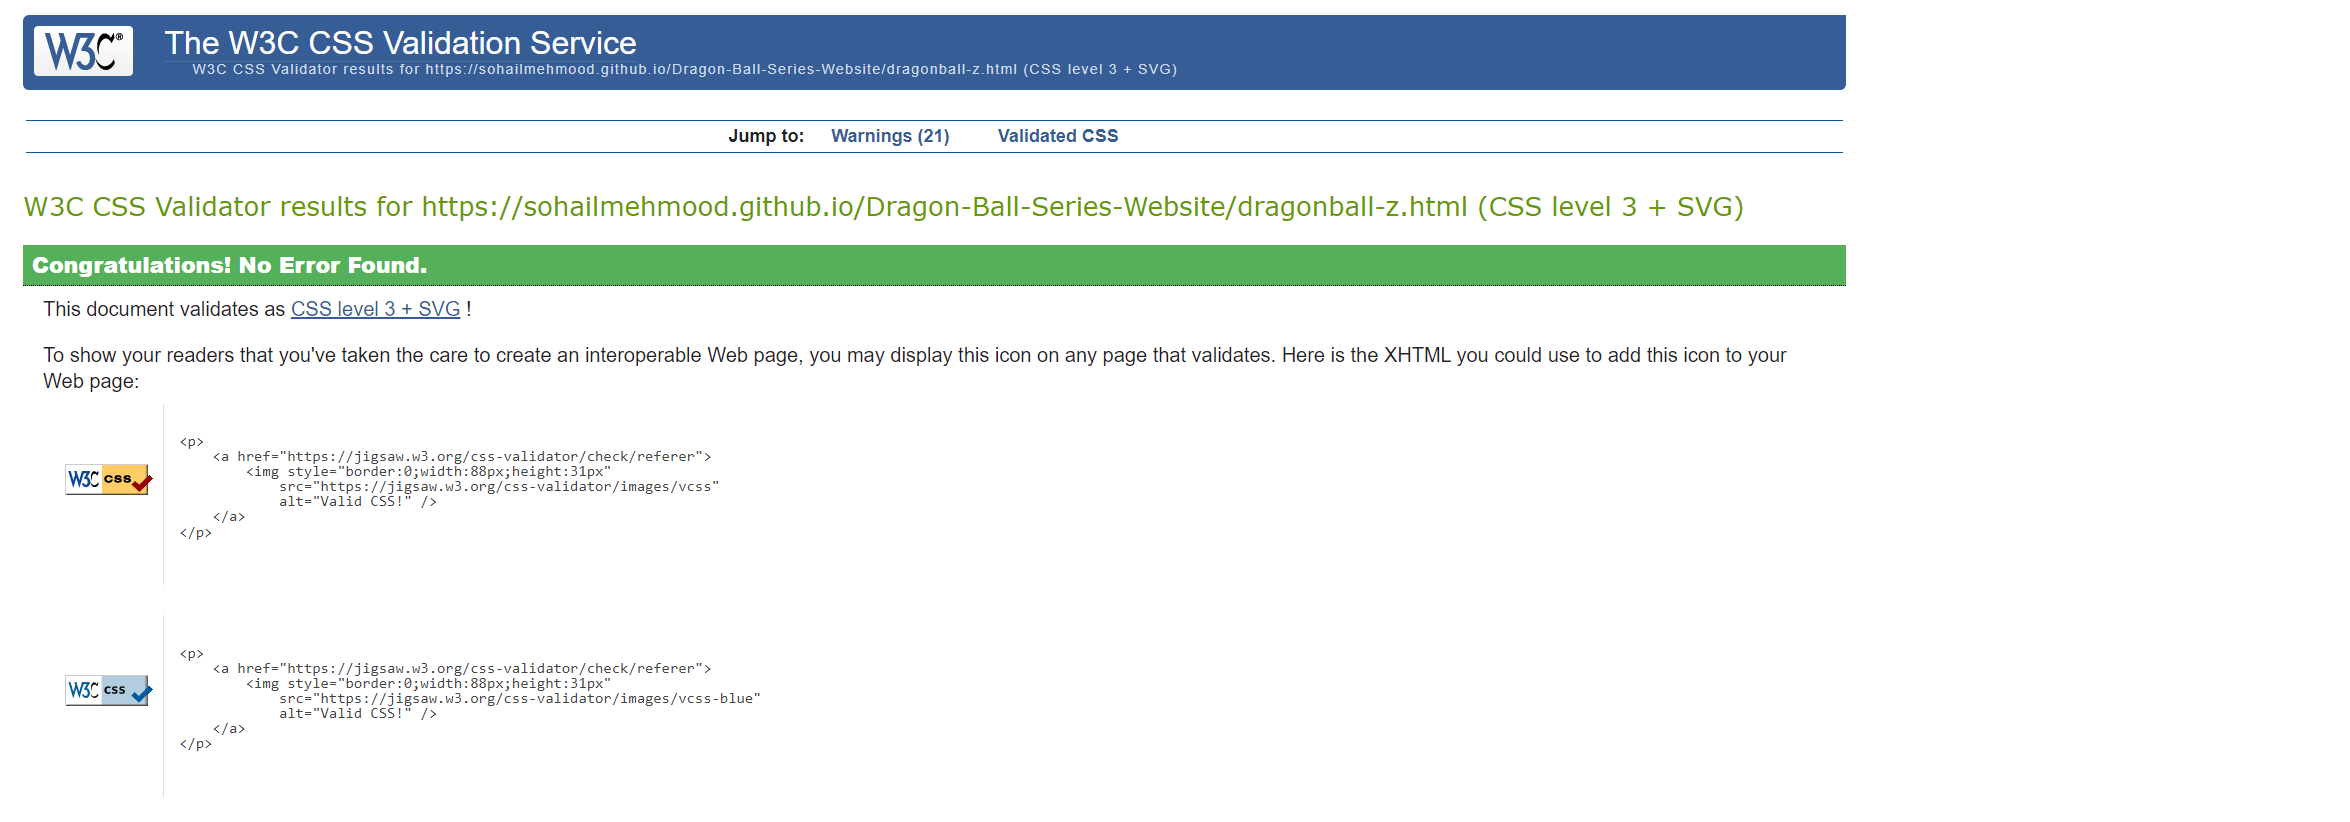 W3C®
The W3C CSS Validation Service
W3C CSS Validator results for https://sohailmehmood.github.io/Dragon-Ball-Series-Website/dragonball-z.html (CSS level 3 + SVG)
Jump to: Warnings (21) Validated CSS
W3C CSS Validator results for https://sohailmehmood.github.io/Dragon-Ball-Series-Website/dragonball-z.html (CSS level 3 + SVG)
Congratulations! No Error Found.
This document validates as CSS level 3 + SVG !
To show your readers that you've taken the care to create an interoperable Web page, you may display this icon on any page that validates. Here is the XHTML you could use to add this icon to your
Web page:
W3C css
<p>
    <a href="https://jigsaw.w3.org/css-validator/check/referer">
        <img style="border:0;width:88px;height:31px"
            src="https://jigsaw.w3.org/css-validator/images/vcss"
            alt="Valid CSS!" />
    </a>
</p>
W3C css
<p>
    <a href="https://jigsaw.w3.org/css-validator/check/referer">
        <img style="border:0;width:88px;height:31px"
            src="https://jigsaw.w3.org/css-validator/images/vcss-blue"
            alt="Valid CSS!" />
    </a>
</p>